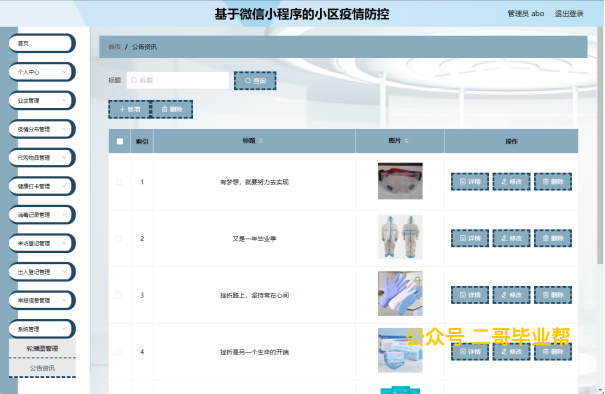 基于微信小程序的小区疫情防控
管理员 abo 退出登录
首页
个人中心
业主管理
疫情分布管理
代购物品管理
健康打卡管理
消毒记录管理
来访登记管理
出入登记管理
举报信息管理
系统管理
轮播图管理
公告资讯
首页 / 公告资讯
标题 标题 查询
新增 删除
索引 标题 图片 操作
1 有梦想，就要努力去实现 详情 修改 删除
2 又是一年毕业季 详情 修改 删除
3 挫折路上，坚持常在心间 详情 修改 删除
4 挫折是另一个生命的开端 详情 修改 删除
公众号 二哥毕业帮